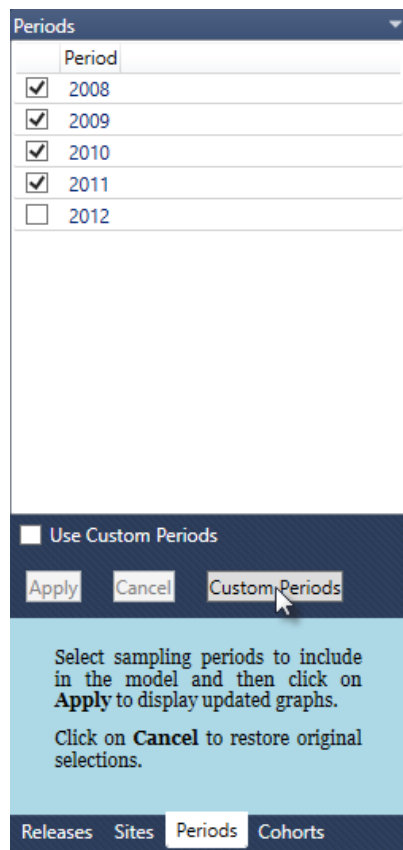 Periods
Period
2008
2009
2010
2011
2012
Use Custom Periods
Apply Cancel Custom Periods
Select sampling periods to include
in the model and then click on
Apply to display updated graphs.
Click on Cancel to restore original
selections.
Releases Sites Periods Cohorts